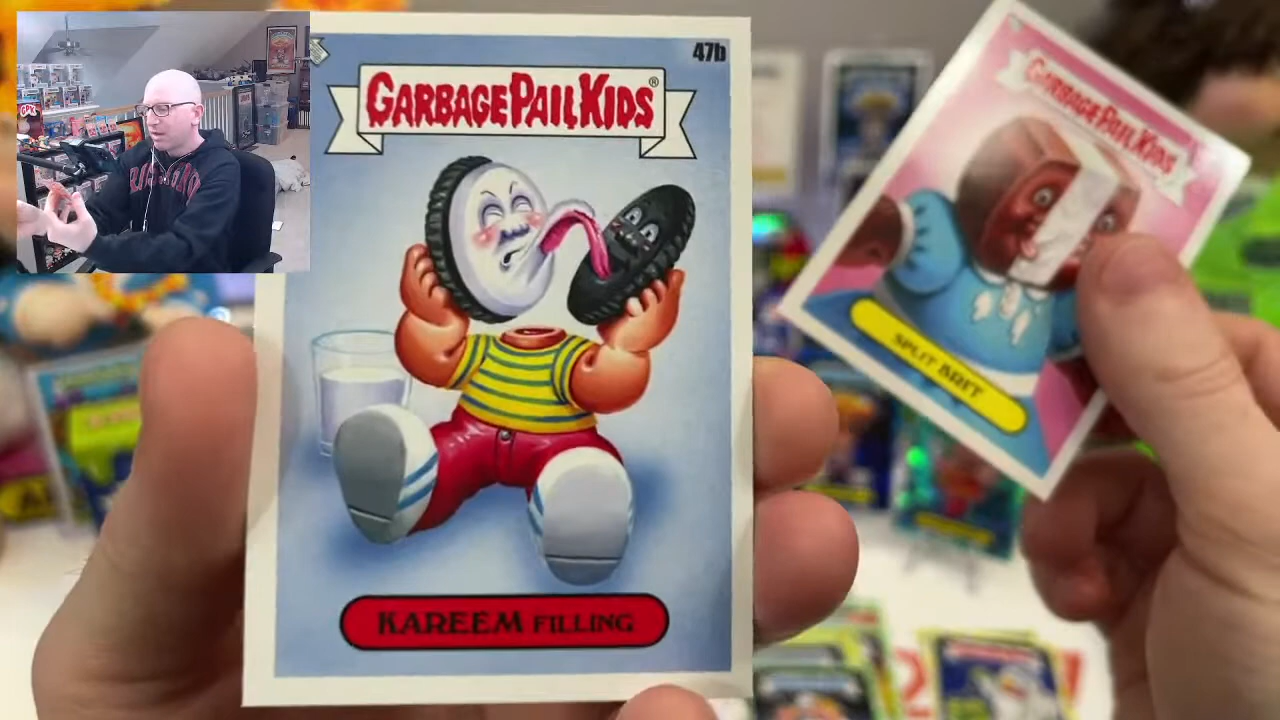 47b
GARBAGE PAIL KIDS®
KAREEM FILLING
GARBAGE PAIL KIDS
SPLIT BRIT